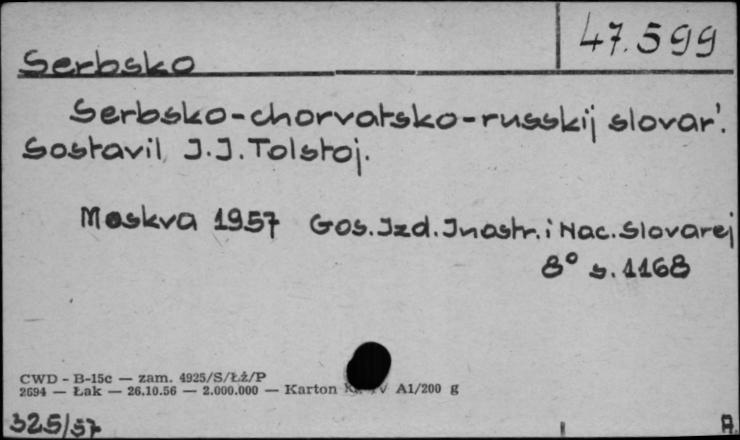 47.599
Serbsko
Serbsko-chorvatsko-russkij slovar'.
Sostavil I.I.Tolstoj.
Moskva 1957 Gos.Izd.Inostr.i Nac.Slovarej
8° s.1168
CWD - B-15c — zam. 4925/S/Łż/P
2694 — Łak — 26.10.56 — 2.000.000 — Karton A1/200 g
325/57
A.